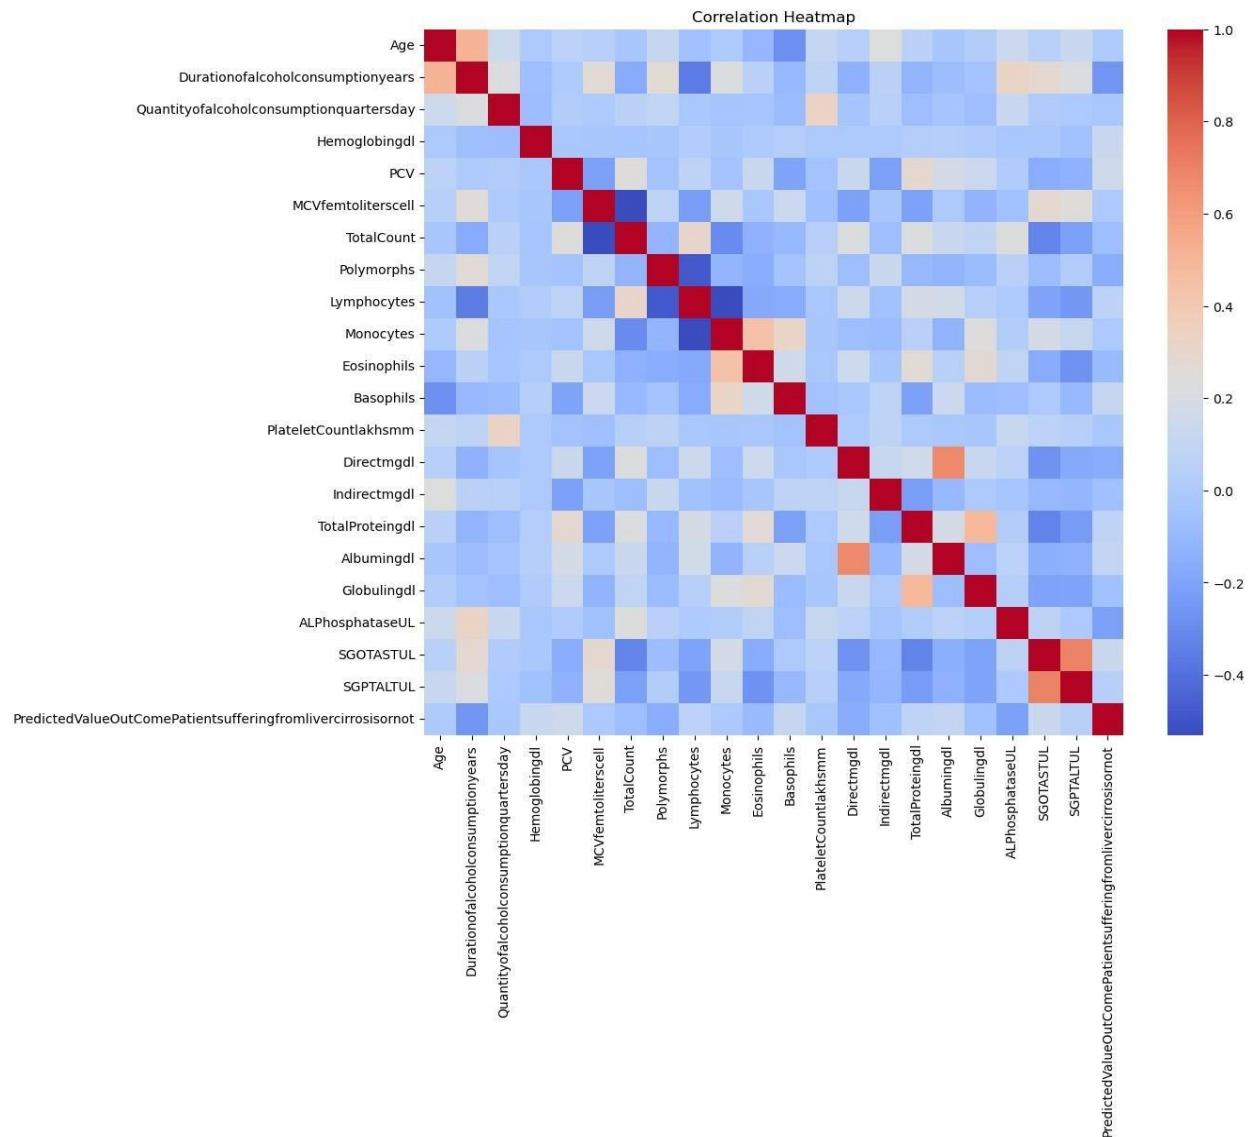 Correlation Heatmap
Age
Durationofalcoholconsumptionyears
Quantityofalcoholconsumptionquartersday
Hemoglobingdl
PCV
MCVfemtoliterscell
TotalCount
Polymorphs
Lymphocytes
Monocytes
Eosinophils
Basophils
PlateletCountlakhsmm
Directmgdl
Indirectmgdl
TotalProteingdl
Albumingdl
Globulingdl
ALPhosphataseUL
SGOTASTUL
SGPTALTUL
PredictedValueOutComePatientsufferingfromlivercirrosisornot
Age
Durationofalcoholconsumptionyears
Quantityofalcoholconsumptionquartersday
Hemoglobingdl
PCV
MCVfemtoliterscell
TotalCount
Polymorphs
Lymphocytes
Monocytes
Eosinophils
Basophils
PlateletCountlakhsmm
Directmgdl
Indirectmgdl
TotalProteingdl
Albumingdl
Globulingdl
ALPhosphataseUL
SGOTASTUL
SGPTALTUL
PredictedValueOutComePatientsufferingfromlivercirrosisornot
1.0
0.8
0.6
0.4
0.2
0.0
−0.2
−0.4